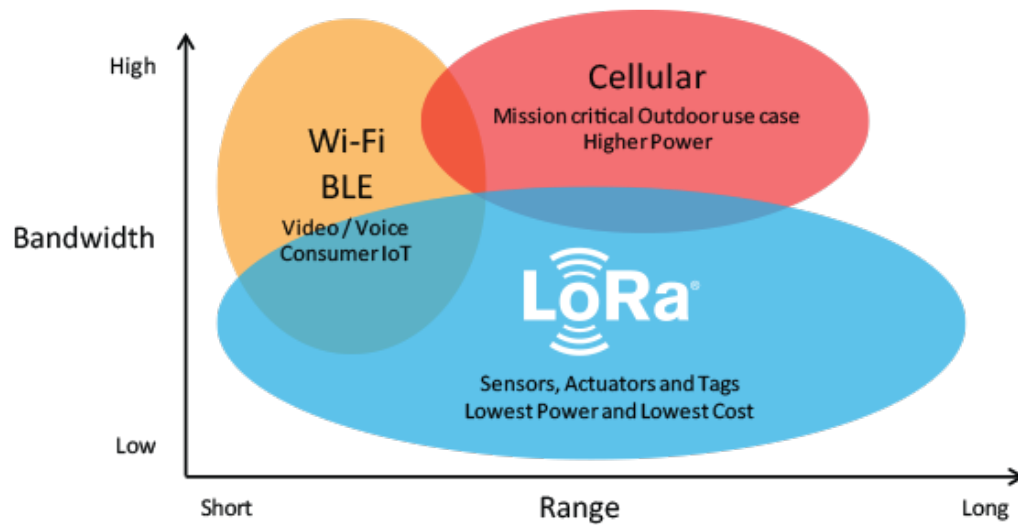 High
Bandwidth
Low
Wi-Fi
BLE
Video / Voice
Consumer IoT
Cellular
Mission critical Outdoor use case
Higher Power
LoRa®
Sensors, Actuators and Tags
Lowest Power and Lowest Cost
Short
Range
Long